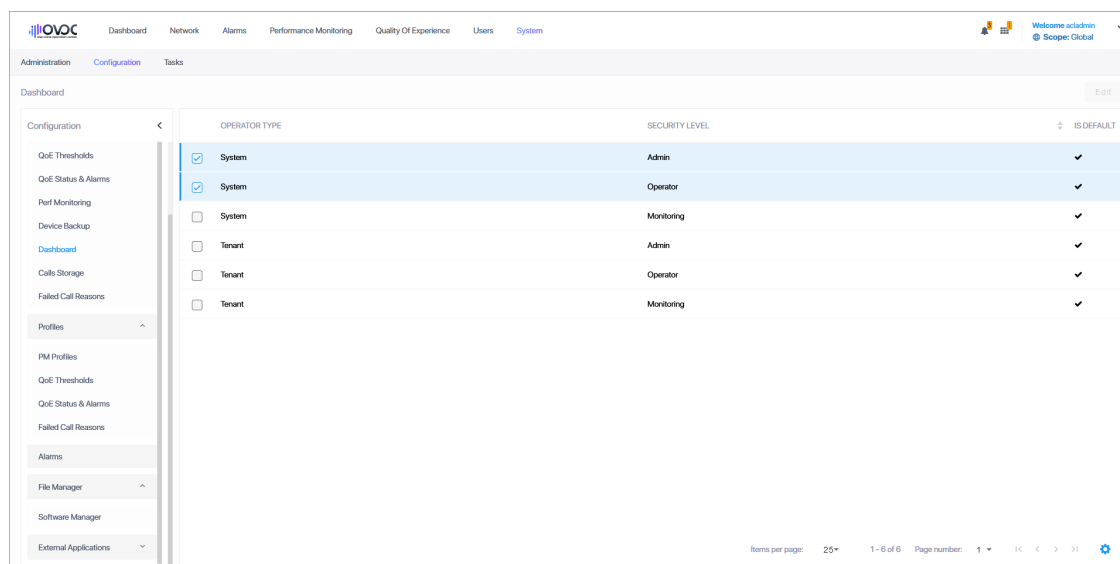 OVOC
Dashboard
Network
Alarms
Performance Monitoring
Quality Of Experience
Users
System
Welcome acladmin
Scope: Global
Administration
Configuration
Tasks
Dashboard
Edit
Configuration
QoE Thresholds
QoE Status & Alarms
Perf Monitoring
Device Backup
Dashboard
Calls Storage
Failed Call Reasons
Profiles
PM Profiles
QoE Thresholds
QoE Status & Alarms
Failed Call Reasons
Alarms
File Manager
Software Manager
External Applications
OPERATOR TYPE SECURITY LEVEL IS DEFAULT
System Admin
System Operator
System Monitoring
Tenant Admin
Tenant Operator
Tenant Monitoring
Items per page: 25 1 - 6 of 6 Page number: 1